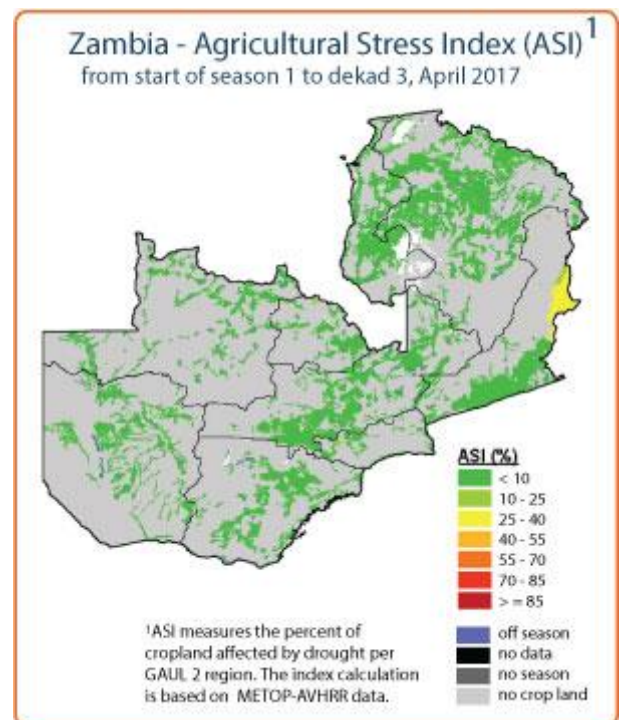 Zambia - Agricultural Stress Index (ASI)1
from start of season 1 to dekad 3, April 2017
ASI (%)
< 10
10 - 25
25 - 40
40 - 55
55 - 70
70 - 85
> = 85
off season
no data
no season
no crop land
1ASI measures the percent of
cropland affected by drought per
GAUL 2 region. The index calculation
is based on METOP-AVHRR data.